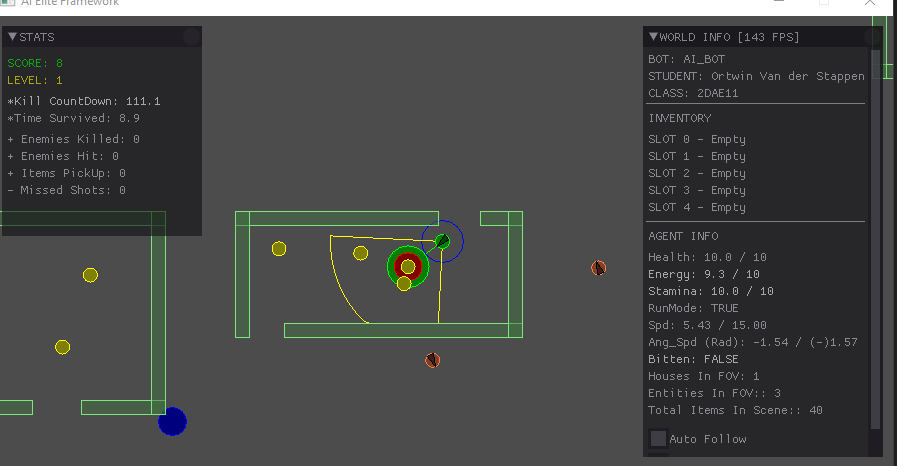 AI Elite Framework
STATS
SCORE: 8
LEVEL: 1
*Kill CountDown: 111.1
*Time Survived: 8.9
+ Enemies Killed: 0
+ Enemies Hit: 0
+ Items PickUp: 0
- Missed Shots: 0
WORLD INFO [143 FPS]
BOT: AI_BOT
STUDENT: Ortwin Van der Stappen
CLASS: 2DAE11
INVENTORY
SLOT 0 - Empty
SLOT 1 - Empty
SLOT 2 - Empty
SLOT 3 - Empty
SLOT 4 - Empty
AGENT INFO
Health: 10.0 / 10
Energy: 9.3 / 10
Stamina: 10.0 / 10
RunMode: TRUE
Spd: 5.43 / 15.00
Ang_Spd (Rad): -1.54 / (-)1.57
Bitten: FALSE
Houses In FOV: 1
Entities In FOV:: 3
Total Items In Scene:: 40
Auto Follow